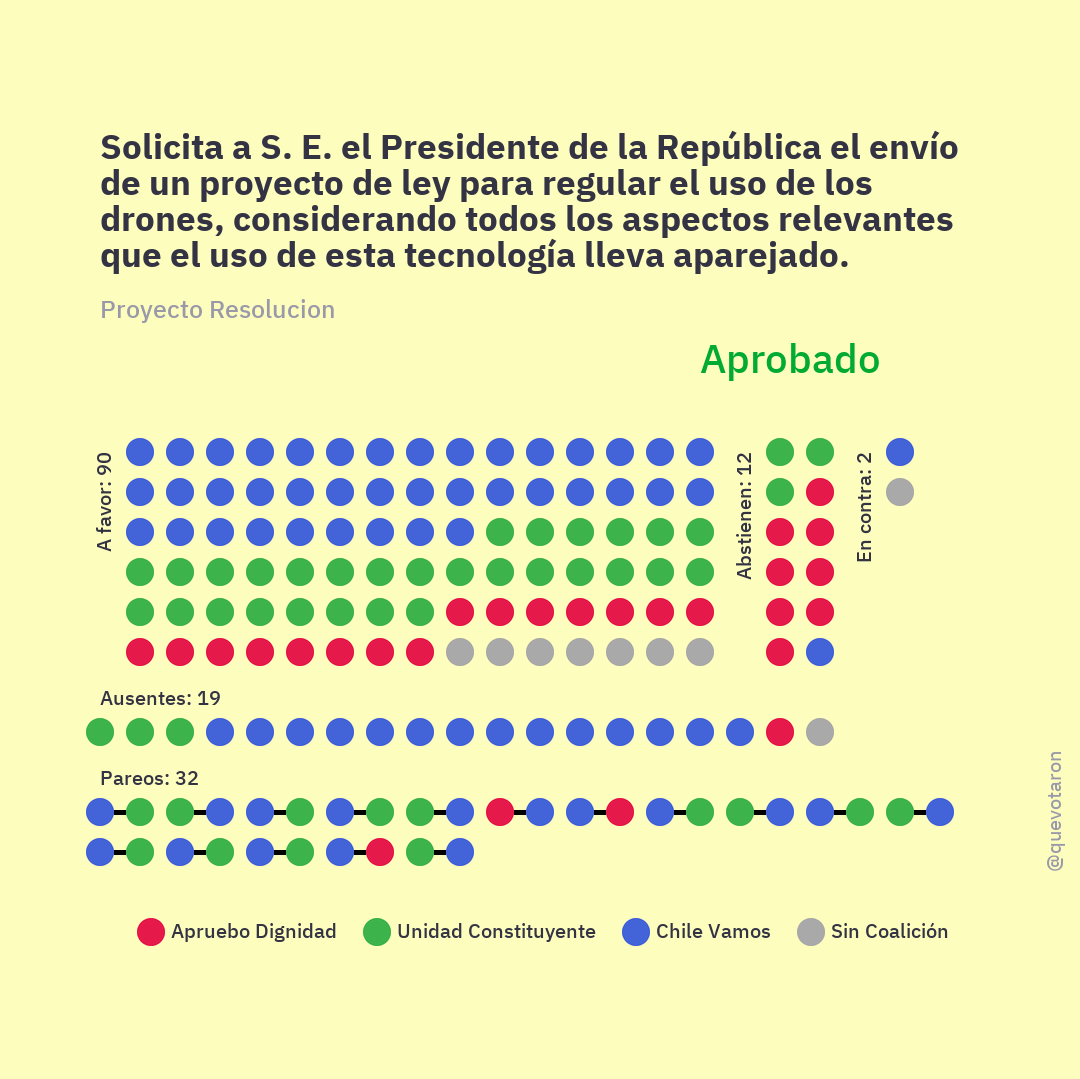 Solicita a S. E. el Presidente de la República el envío
de un proyecto de ley para regular el uso de los
drones, considerando todos los aspectos relevantes
que el uso de esta tecnología lleva aparejado.
Proyecto Resolucion
Aprobado
A favor: 90
Abstienen: 12
En contra: 2
Ausentes: 19
Pareos: 32
@quevotaron
Apruebo Dignidad
Unidad Constituyente
Chile Vamos
Sin Coalición